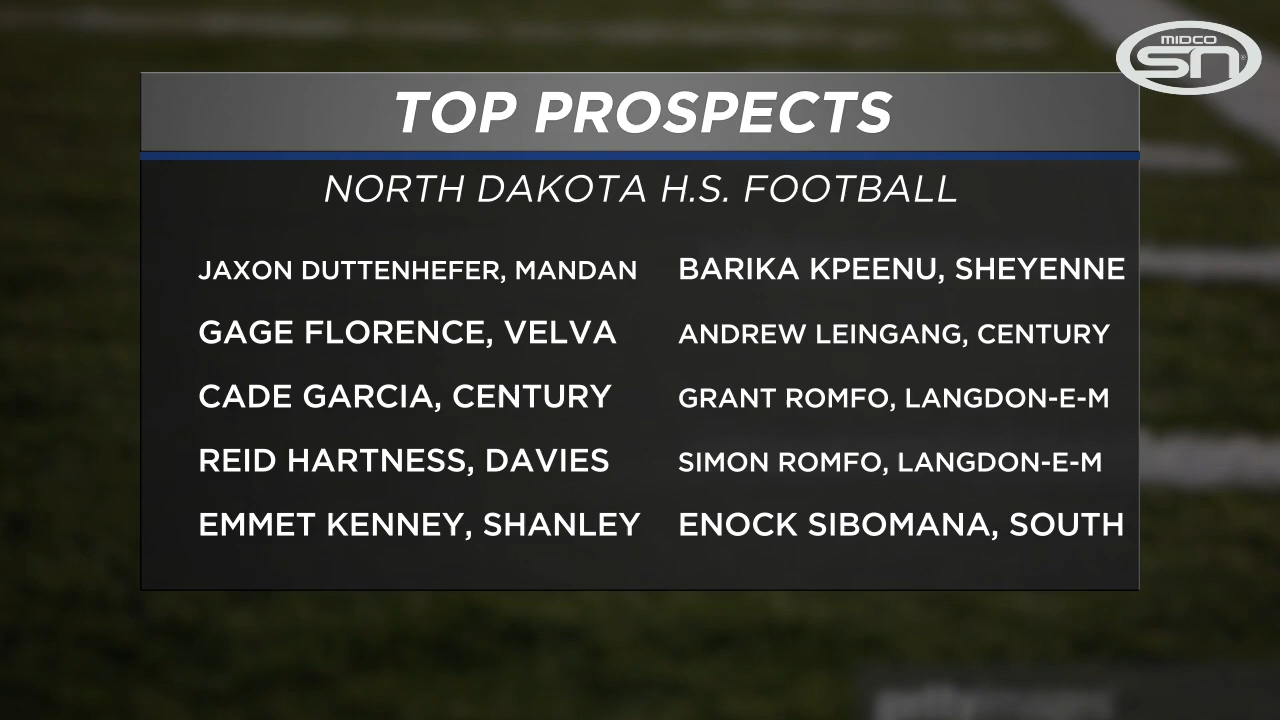 MIDCO
SN
TOP PROSPECTS
NORTH DAKOTA H.S. FOOTBALL
JAXON DUTTENHEFER, MANDAN
GAGE FLORENCE, VELVA
CADE GARCIA, CENTURY
REID HARTNESS, DAVIES
EMMET KENNEY, SHANLEY
BARIKA KPEENU, SHEYENNE
ANDREW LEINGANG, CENTURY
GRANT ROMFO, LANGDON-E-M
SIMON ROMFO, LANGDON-E-M
ENOCK SIBOMANA, SOUTH